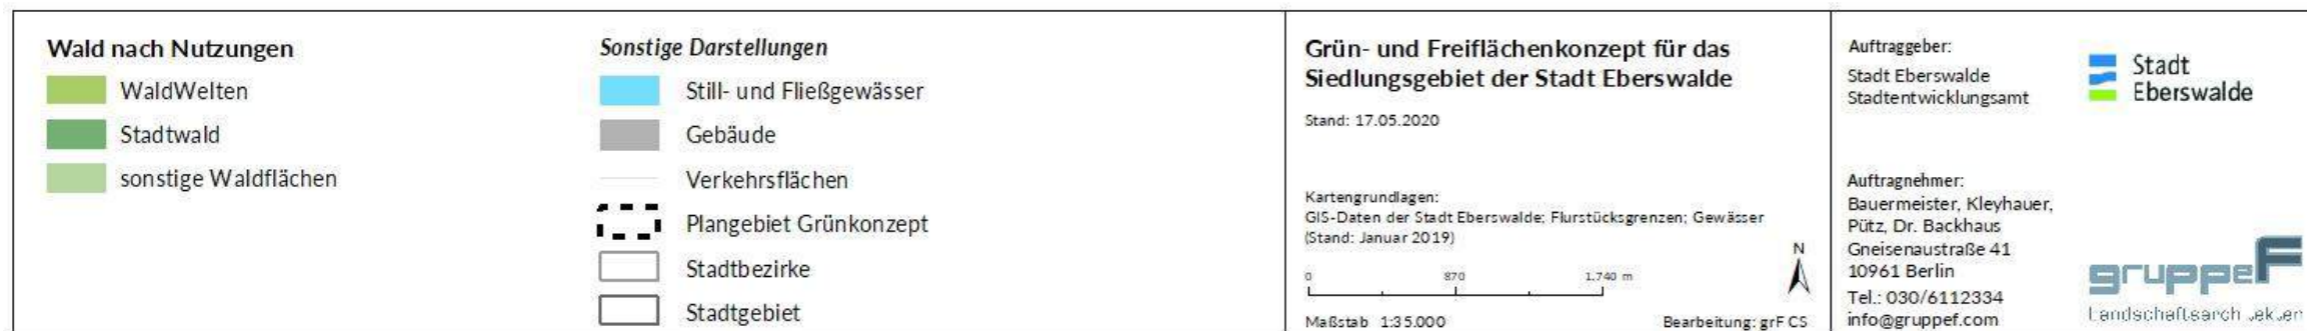 Wald nach Nutzungen
WaldWelten
Stadtwald
sonstige Waldflächen
Sonstige Darstellungen
Still- und Fließgewässer
Gebäude
Verkehrsflächen
Plangebiet Grünkonzept
Stadtbezirke
Stadtgebiet
Grün- und Freiflächenkonzept für das
Siedlungsgebiet der Stadt Eberswalde
Stand: 17.05.2020
Kartengrundlagen:
GIS-Daten der Stadt Eberswalde; Flurstücksgrenzen; Gewässer
(Stand: Januar 2019)
N
0 870 1.740 m
Maßstab 1:35.000 Bearbeitung: grF CS
Auftraggeber:
Stadt Eberswalde
Stadtentwicklungsamt
Stadt
Eberswalde
Auftragnehmer:
Bauermeister, Kleyhauer,
Pütz, Dr. Backhaus
Gneisenaustraße 41
10961 Berlin
Tel.: 030/6112334
info@gruppef.com
gruppeF